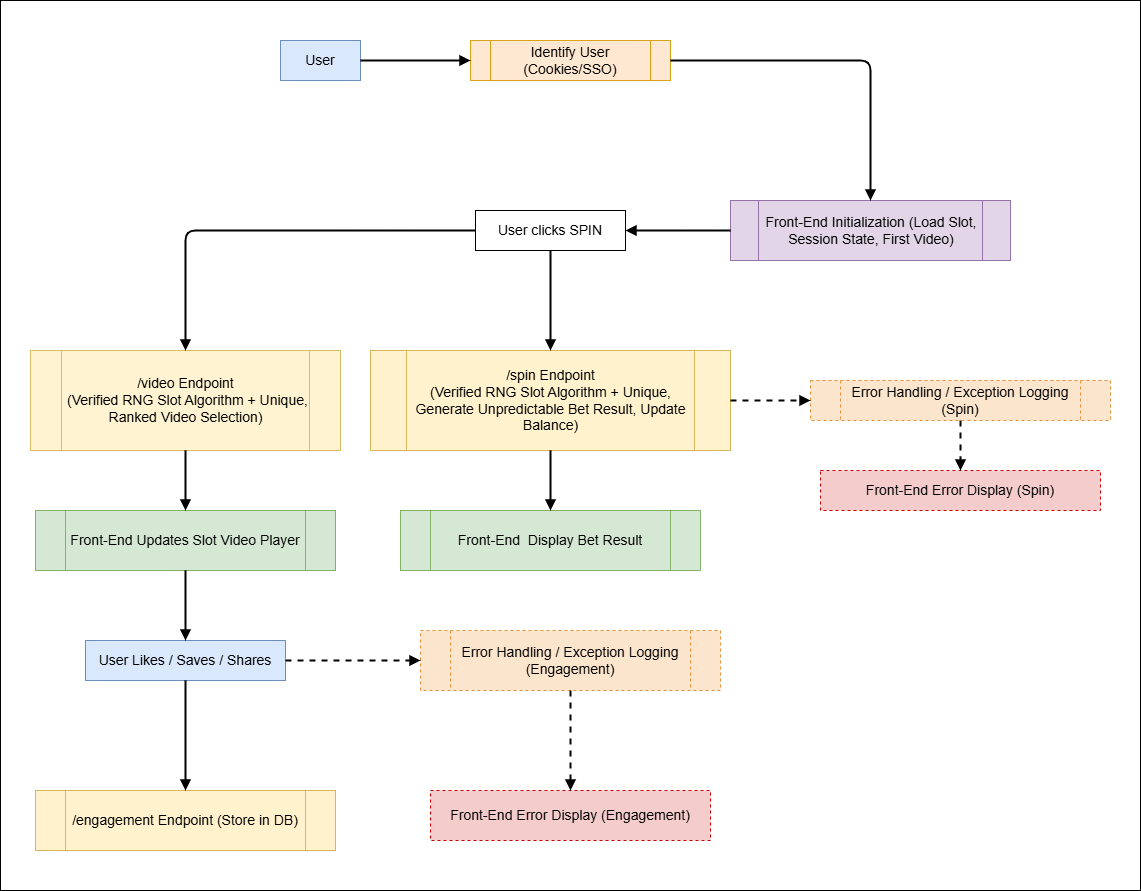 User
Identify User
(Cookies/SSO)
Front-End Initialization (Load Slot,
Session State, First Video)
User clicks SPIN
/video Endpoint
(Verified RNG Slot Algorithm + Unique,
Ranked Video Selection)
/spin Endpoint
(Verified RNG Slot Algorithm + Unique,
Generate Unpredictable Bet Result, Update
Balance)
Error Handling / Exception Logging
(Spin)
Front-End Error Display (Spin)
Front-End Updates Slot Video Player
Front-End  Display Bet Result
User Likes / Saves / Shares
Error Handling / Exception Logging
(Engagement)
/engagement Endpoint (Store in DB)
Front-End Error Display (Engagement)